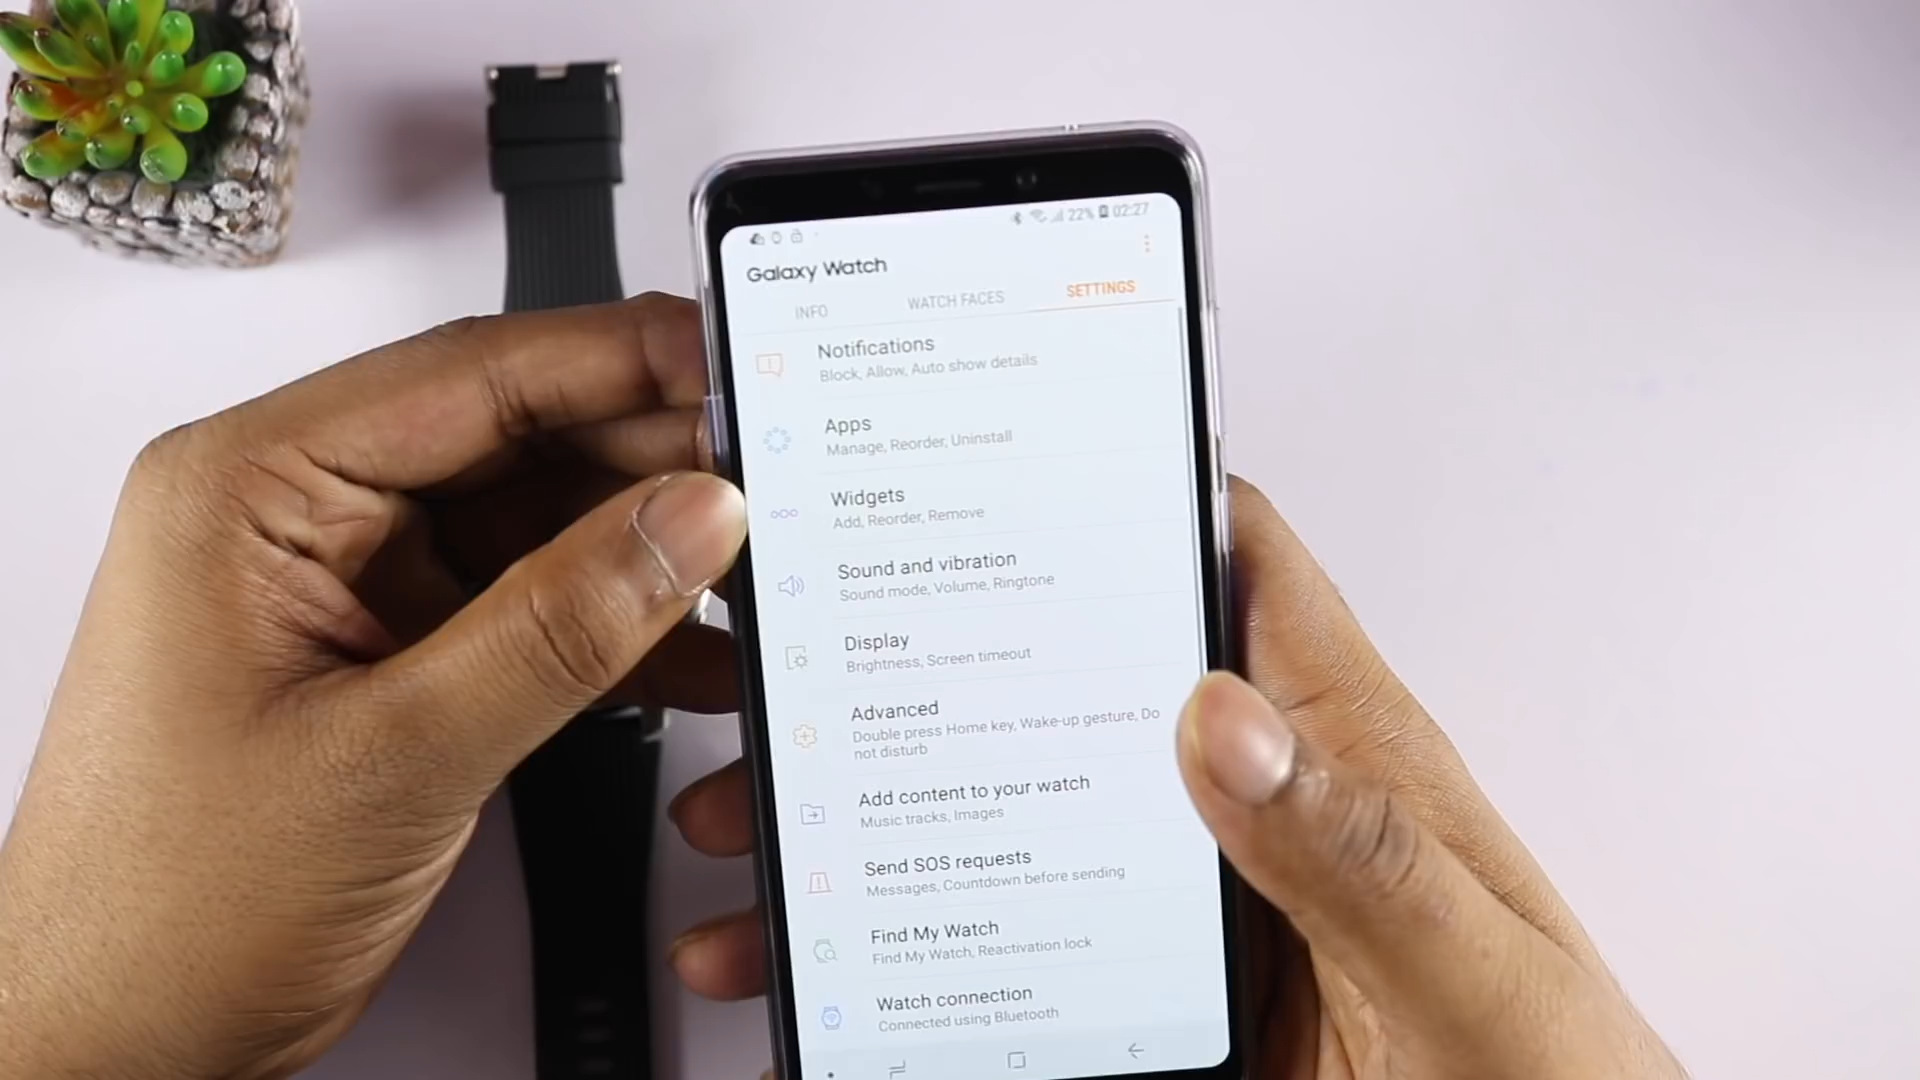 22% 02:27
Galaxy Watch
INFO WATCH FACES SETTINGS
Notifications
Block, Allow, Auto show details
Apps
Manage, Reorder, Uninstall
Widgets
Add, Reorder, Remove
Sound and vibration
Sound mode, Volume, Ringtone
Display
Brightness, Screen timeout
Advanced
Double press Home key, Wake-up gesture, Do
not disturb
Add content to your watch
Music tracks, Images
Send SOS requests
Messages, Countdown before sending
Find My Watch
Find My Watch, Reactivation lock
Watch connection
Connected using Bluetooth